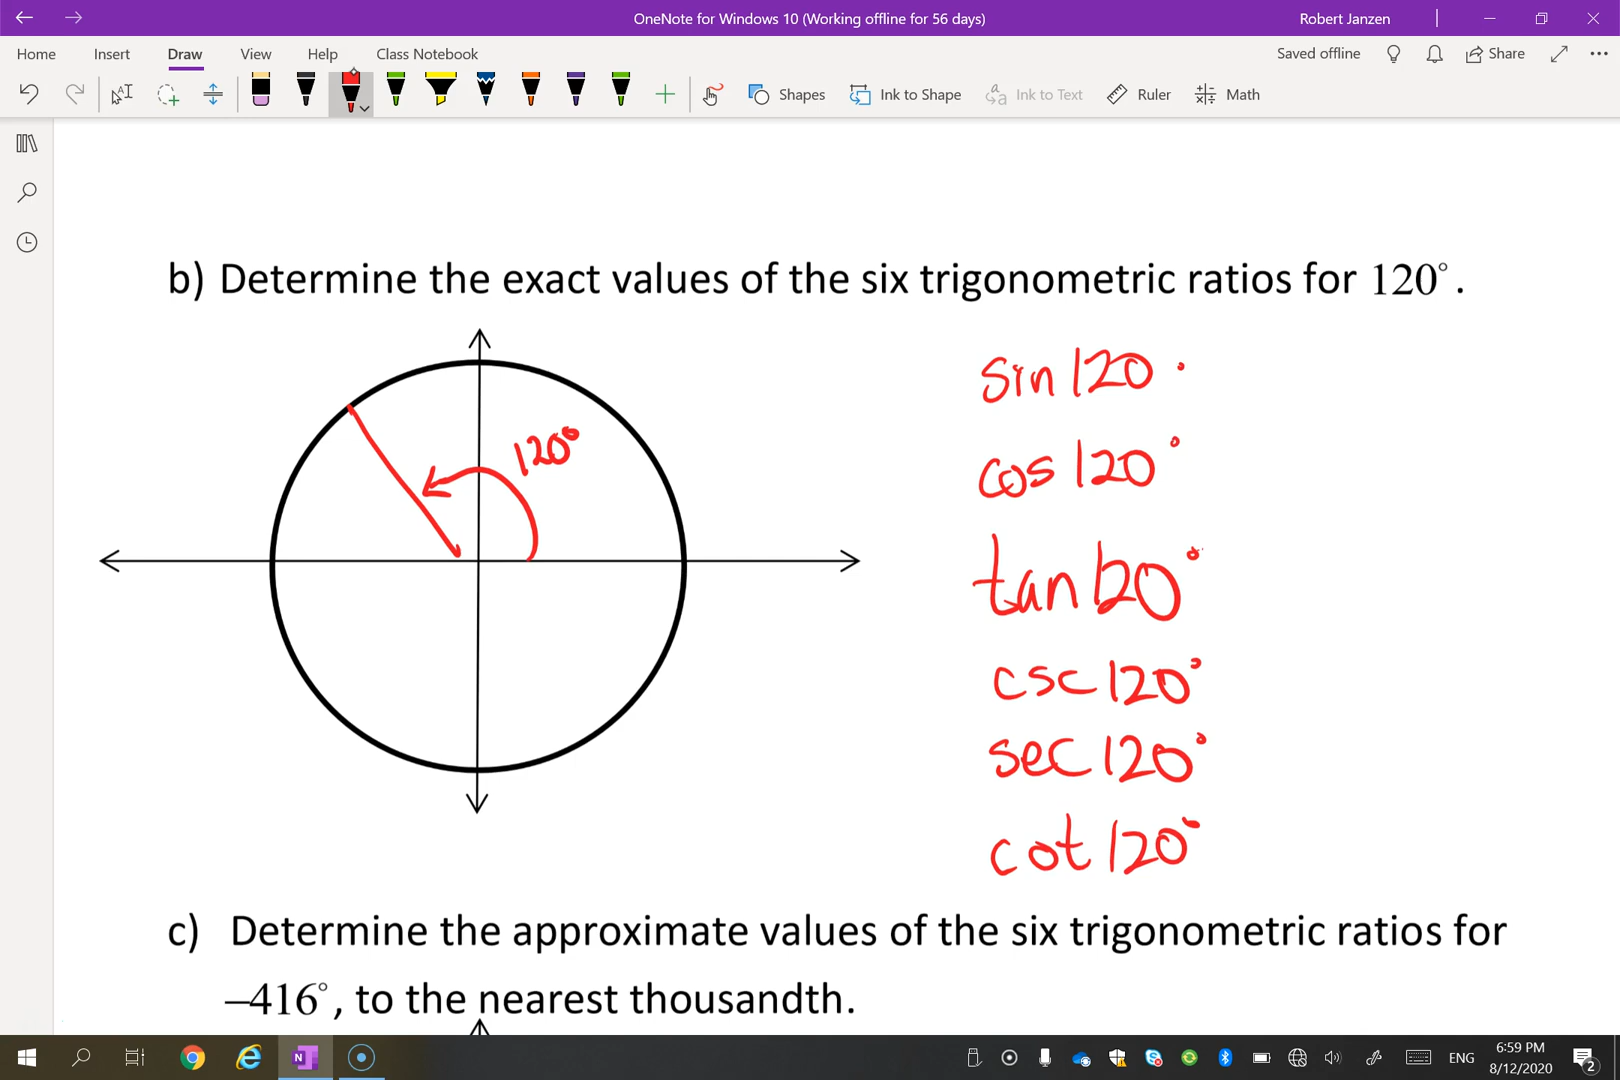 OneNote for Windows 10 (Working offline for 56 days)
Robert Janzen
Home Insert Draw View Help Class Notebook
Saved offline
Share
Shapes Ink to Shape Ink to Text Ruler Math
b) Determine the exact values of the six trigonometric ratios for 120°.
120°
sin 120°
cos 120°
tan 120°
csc 120°
sec 120°
cot 120°
c) Determine the approximate values of the six trigonometric ratios for
–416°, to the nearest thousandth.
ENG
6:59 PM
8/12/2020
2